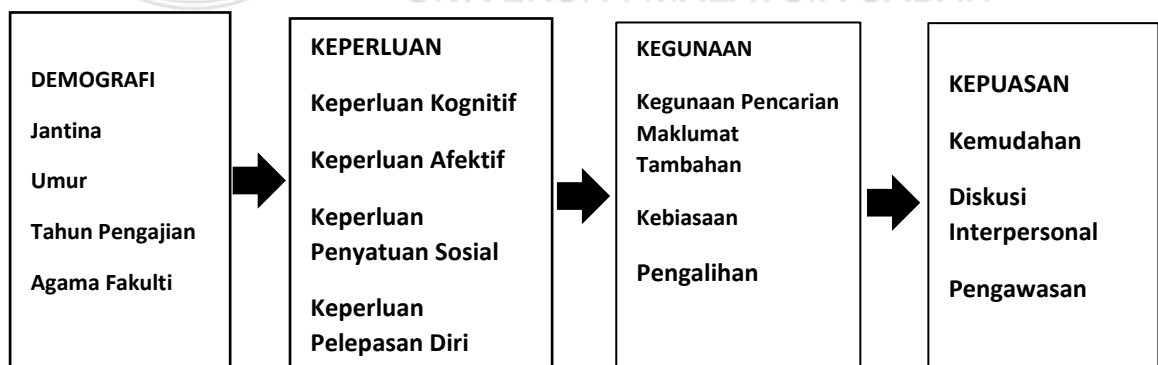 DEMOGRAFI
Jantina
Umur
Tahun Pengajian
Agama Fakulti
KEPERLUAN
Keperluan Kognitif
Keperluan Afektif
Keperluan
Penyatuan Sosial
Keperluan
Pelepasan Diri
KEGUNAAN
Kegunaan Pencarian
Maklumat
Tambahan
Kebiasaan
Pengalihan
KEPUASAN
Kemudahan
Diskusi
Interpersonal
Pengawasan